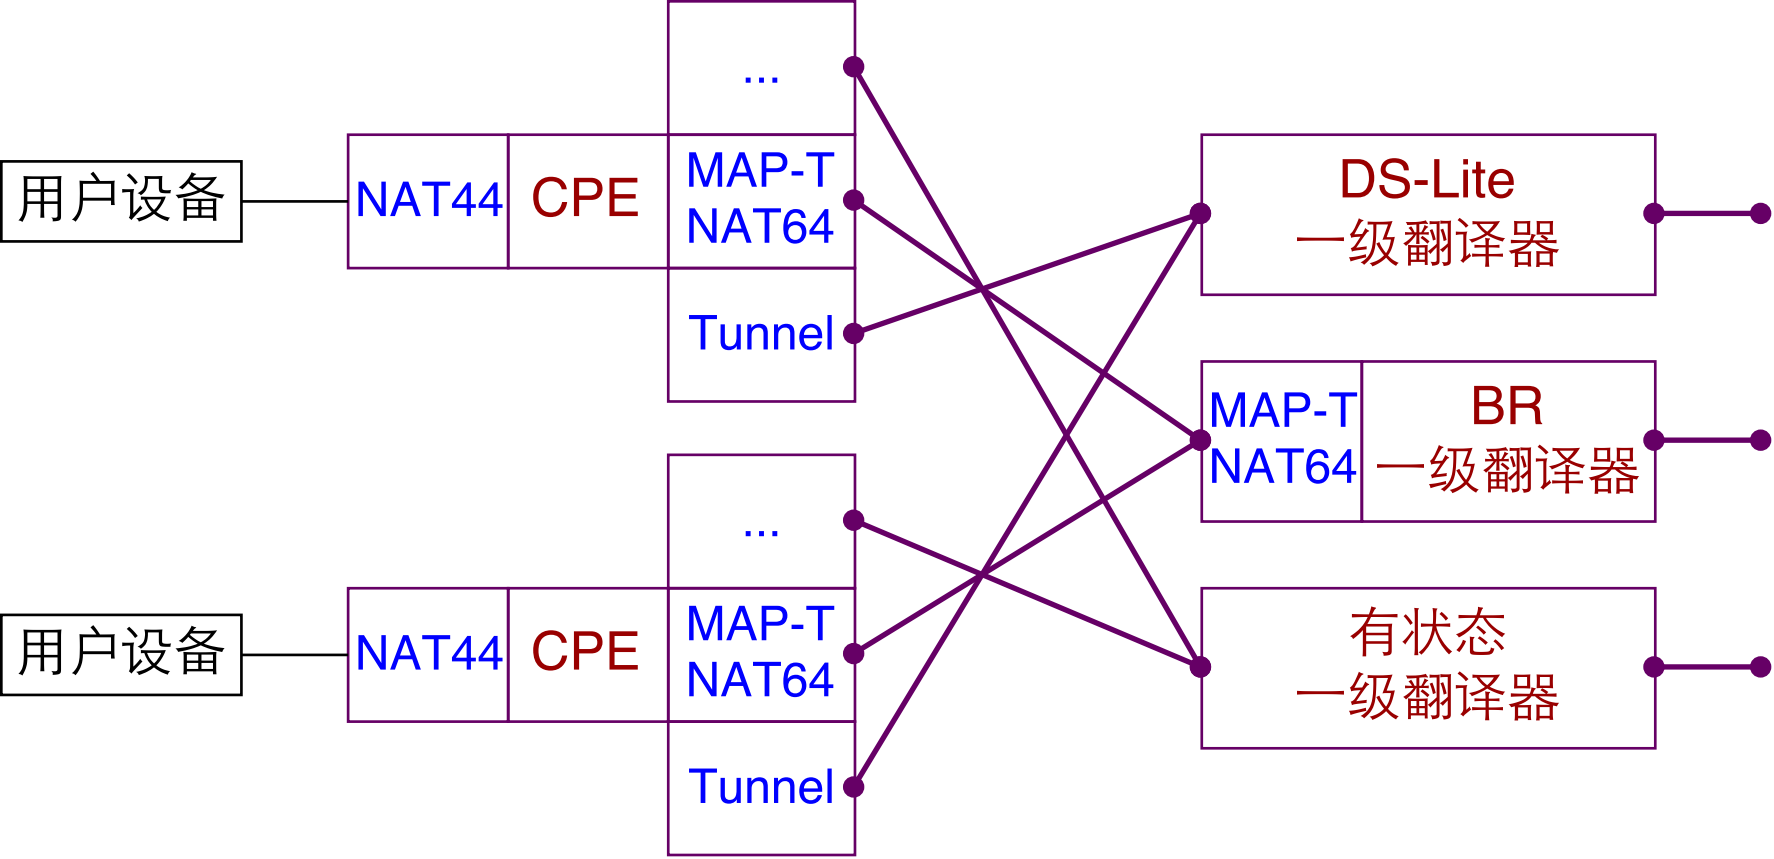 ...
用户设备
NAT44
CPE
MAP-T
NAT64
Tunnel
DS-Lite
一级翻译器
MAP-T
NAT64
BR
一级翻译器
...
用户设备
NAT44
CPE
MAP-T
NAT64
Tunnel
有状态
一级翻译器